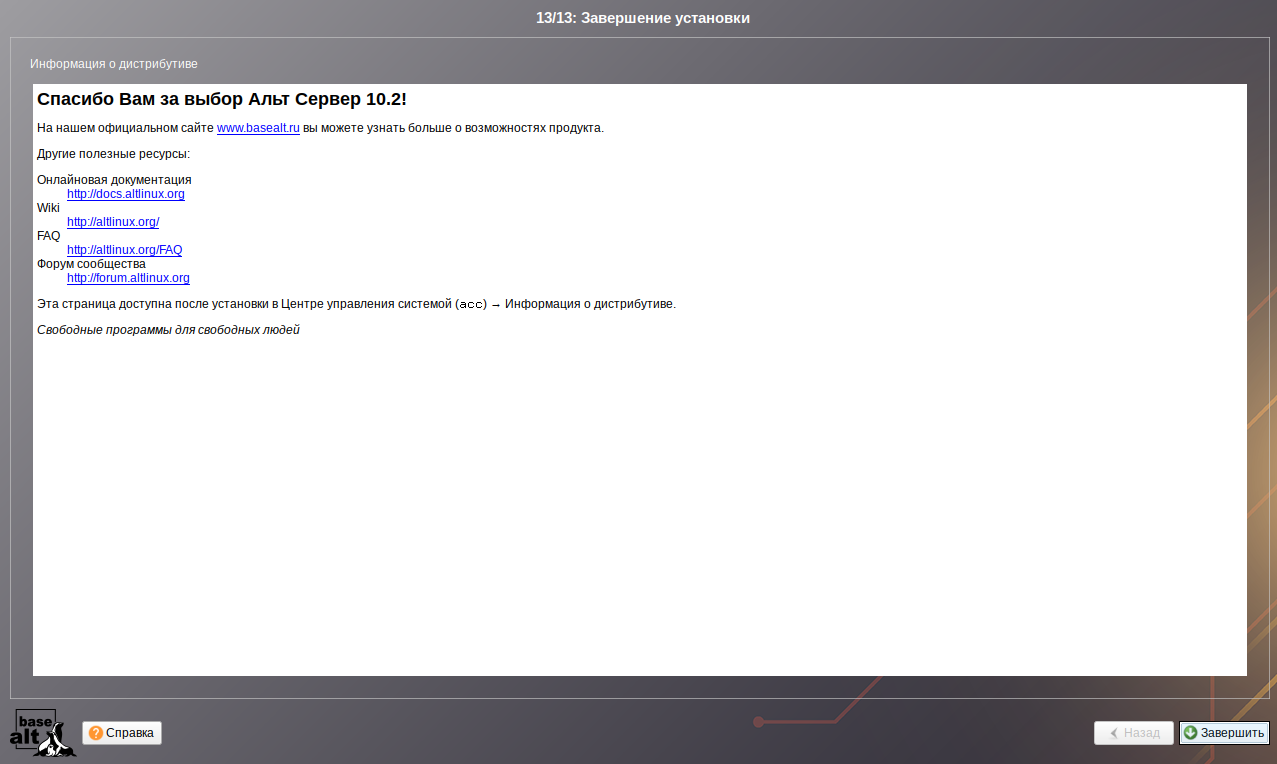 13/13: Завершение установки
Информация о дистрибутиве
Спасибо Вам за выбор Альт Сервер 10.2!
На нашем официальном сайте www.basealt.ru вы можете узнать больше о возможностях продукта.
Другие полезные ресурсы:
Онлайновая документация
http://docs.altlinux.org
Wiki
http://altlinux.org/
FAQ
http://altlinux.org/FAQ
Форум сообщества
http://forum.altlinux.org
Эта страница доступна после установки в Центре управления системой (acc) → Информация о дистрибутиве.
Свободные программы для свободных людей
base
alt
Справка
Назад
Завершить